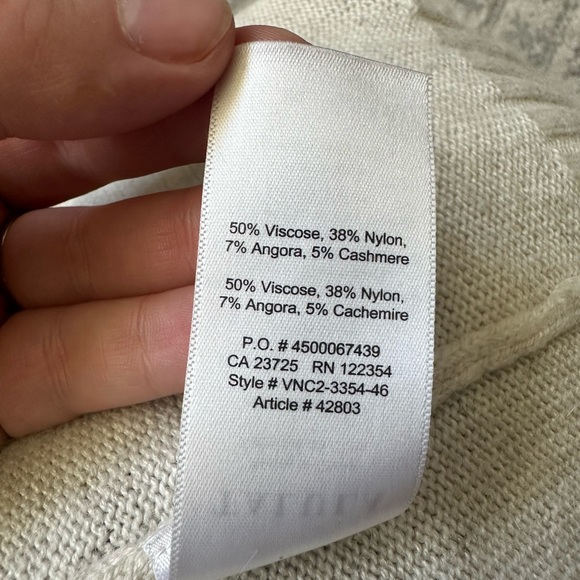 50% Viscose, 38% Nylon,
7% Angora, 5% Cashmere
50% Viscose, 38% Nylon,
7% Angora, 5% Cachemire
P.O. # 4500067439
CA 23725 RN 122354
Style # VNC2-3354-46
Article # 42803